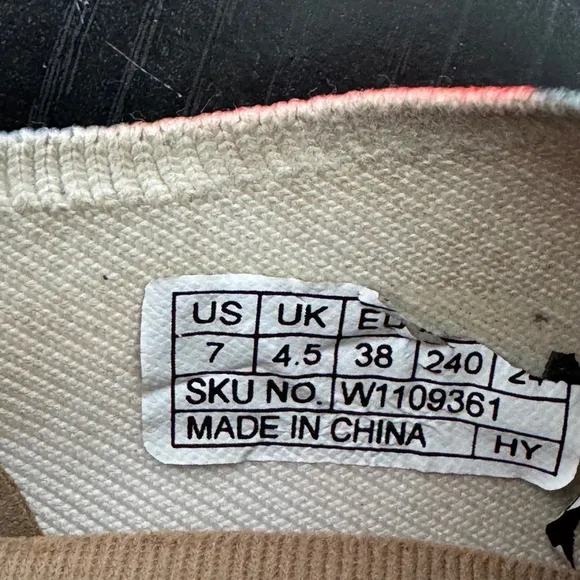 US UK
7 4.5 38 240
SKU NO. W1109361
MADE IN CHINA HY